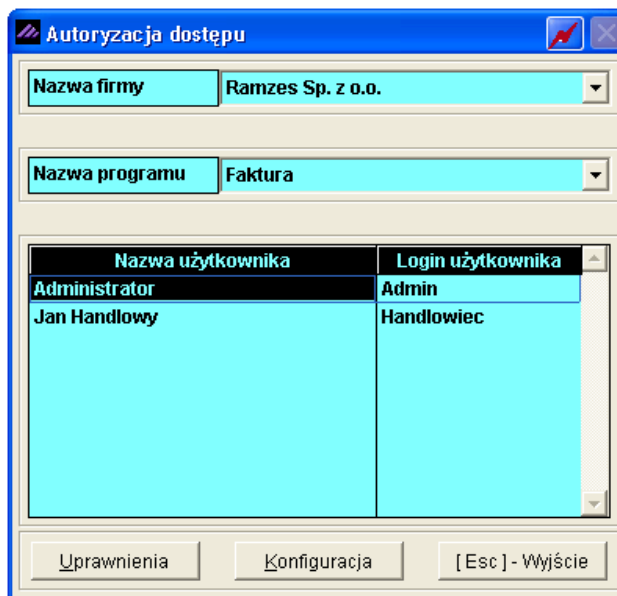 Autoryzacja dostępu
Nazwa firmy Ramzes Sp. z o.o.
Nazwa programu Faktura
Nazwa użytkownika Login użytkownika
Administrator Admin
Jan Handlowy Handlowiec
Uprawnienia Konfiguracja [ Esc ] - Wyjście